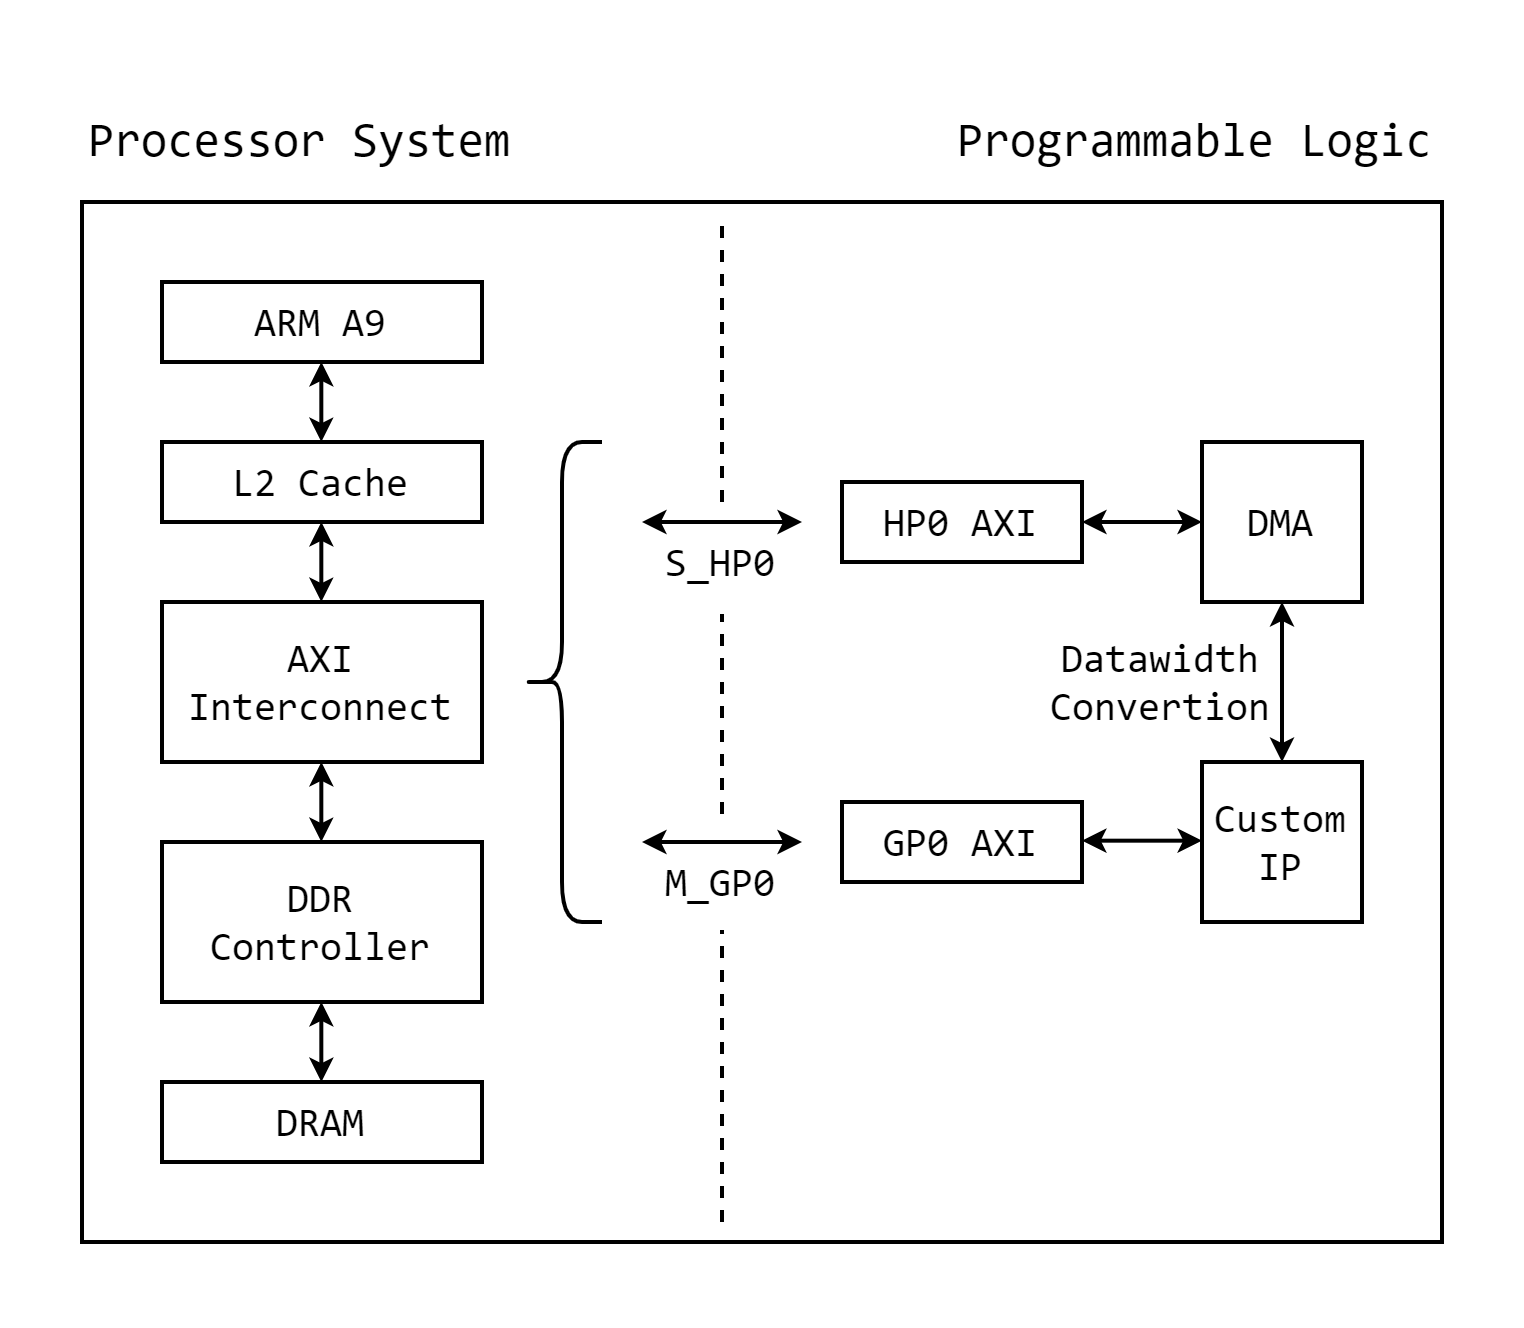 Processor System
Programmable Logic
ARM A9
L2 Cache
AXI
Interconnect
DDR
Controller
DRAM
S_HP0
M_GP0
HP0 AXI
DMA
Datawidth
Convertion
GP0 AXI
Custom
IP